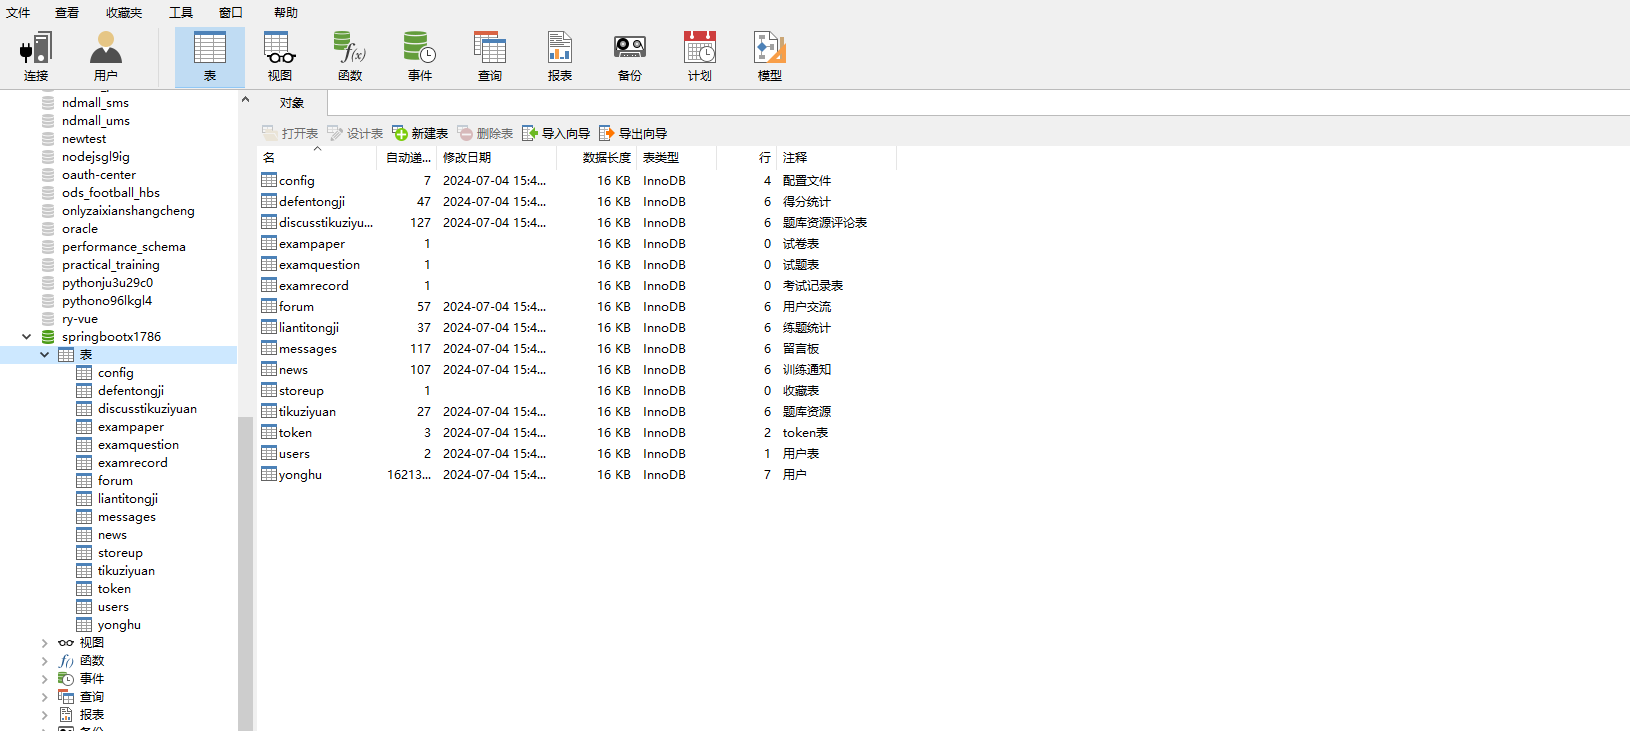 文件 查看 收藏夹 工具 窗口 帮助
连接 用户 表 视图 函数 事件 查询 报表 备份 计划 模型
ndmall_sms
ndmall_ums
newtest
nodejsgl9ig
oauth-center
ods_football_hbs
onlyzaixianshangcheng
oracle
performance_schema
practical_training
pythonju3u29c0
pythono96lkgl4
ry-vue
springbootx1786
表
config
defentongji
discusstikuziyuan
exampaper
examquestion
examrecord
forum
liantitongji
messages
news
storeup
tikuziyuan
token
users
yonghu
视图
函数
事件
查询
报表
对象
打开表 设计表 新建表 删除表 导入向导 导出向导
名 自动递... 修改日期 数据长度 表类型 行 注释
config 7 2024-07-04 15:4... 16 KB InnoDB 4 配置文件
defentongji 47 2024-07-04 15:4... 16 KB InnoDB 6 得分统计
discusstikuziyu... 127 2024-07-04 15:4... 16 KB InnoDB 6 题库资源评论表
exampaper 1 16 KB InnoDB 0 试卷表
examquestion 1 16 KB InnoDB 0 试题表
examrecord 1 16 KB InnoDB 0 考试记录表
forum 57 2024-07-04 15:4... 16 KB InnoDB 6 用户交流
liantitongji 37 2024-07-04 15:4... 16 KB InnoDB 6 练题统计
messages 117 2024-07-04 15:4... 16 KB InnoDB 6 留言板
news 107 2024-07-04 15:4... 16 KB InnoDB 6 训练通知
storeup 1 16 KB InnoDB 0 收藏表
tikuziyuan 27 2024-07-04 15:4... 16 KB InnoDB 6 题库资源
token 3 2024-07-04 15:4... 16 KB InnoDB 2 token表
users 2 2024-07-04 15:4... 16 KB InnoDB 1 用户表
yonghu 16213... 2024-07-04 15:4... 16 KB InnoDB 7 用户